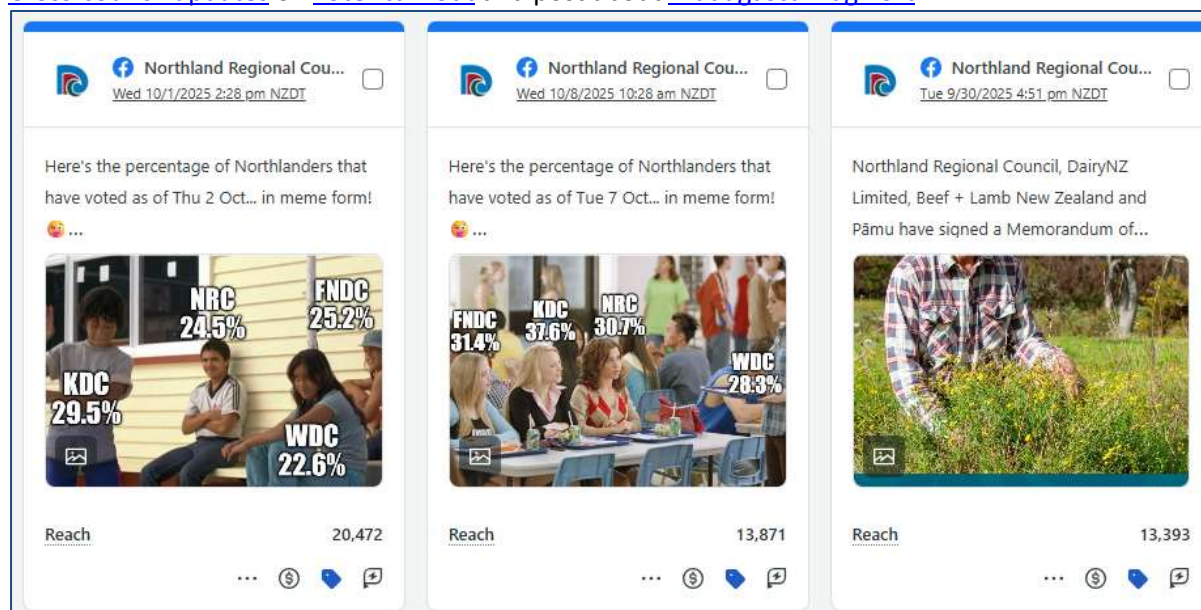 Northland Regional Cou...
Wed 10/1/2025 2:28 pm NZDT
Here's the percentage of Northlanders that
have voted as of Thu 2 Oct... in meme form!
😜 ...
NRC
24.5%
FNDC
25.2%
KDC
29.5%
WDC
22.6%
Reach 20,472
Northland Regional Cou...
Wed 10/8/2025 10:28 am NZDT
Here's the percentage of Northlanders that
have voted as of Tue 7 Oct... in meme form!
😜 ...
FNDC
31.4%
KDC
37.6%
NRC
30.7%
WDC
28.3%
Reach 13,871
Northland Regional Cou...
Tue 9/30/2025 4:51 pm NZDT
Northland Regional Council, DairyNZ
Limited, Beef + Lamb New Zealand and
Pāmu have signed a Memorandum of...
Reach 13,393